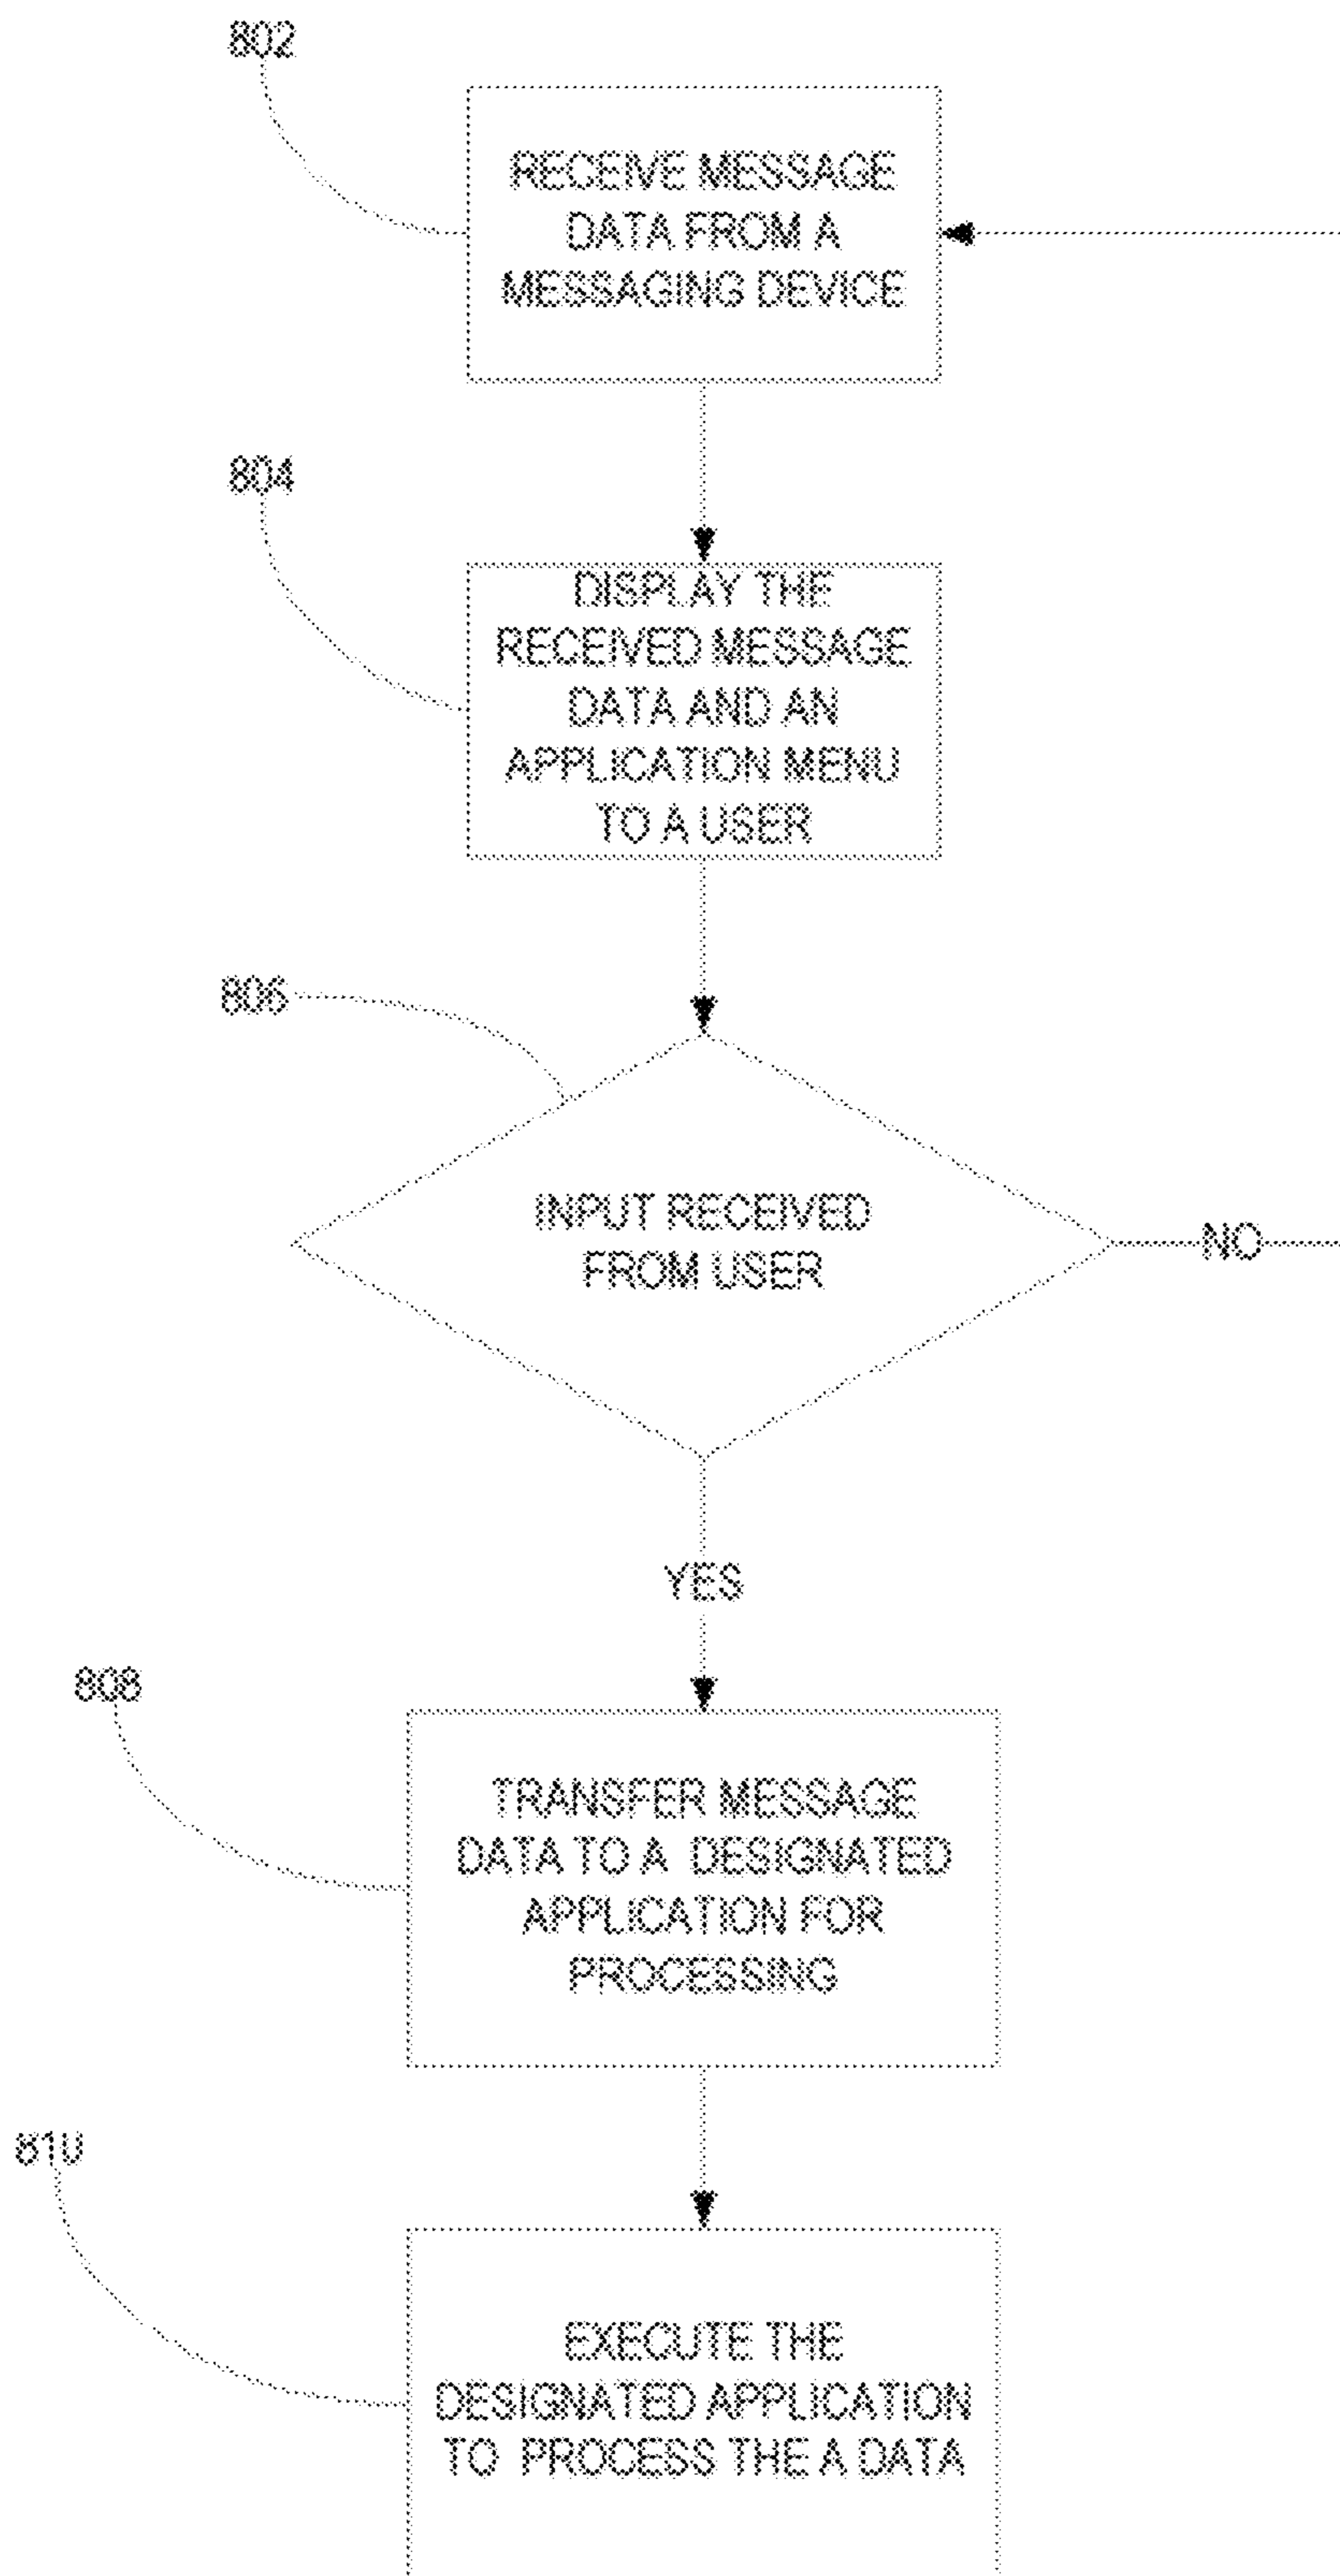 802
RECEIVE MESSAGE
DATA FROM A
MESSAGING DEVICE
804
DISPLAY THE
RECEIVED MESSAGE
DATA AND AN
APPLICATION MENU
TO A USER
806
INPUT RECEIVED
FROM USER
NO
YES
808
TRANSFER MESSAGE
DATA TO A DESIGNATED
APPLICATION FOR
PROCESSING
810
EXECUTE THE
DESIGNATED APPLICATION
TO PROCESS THE A DATA